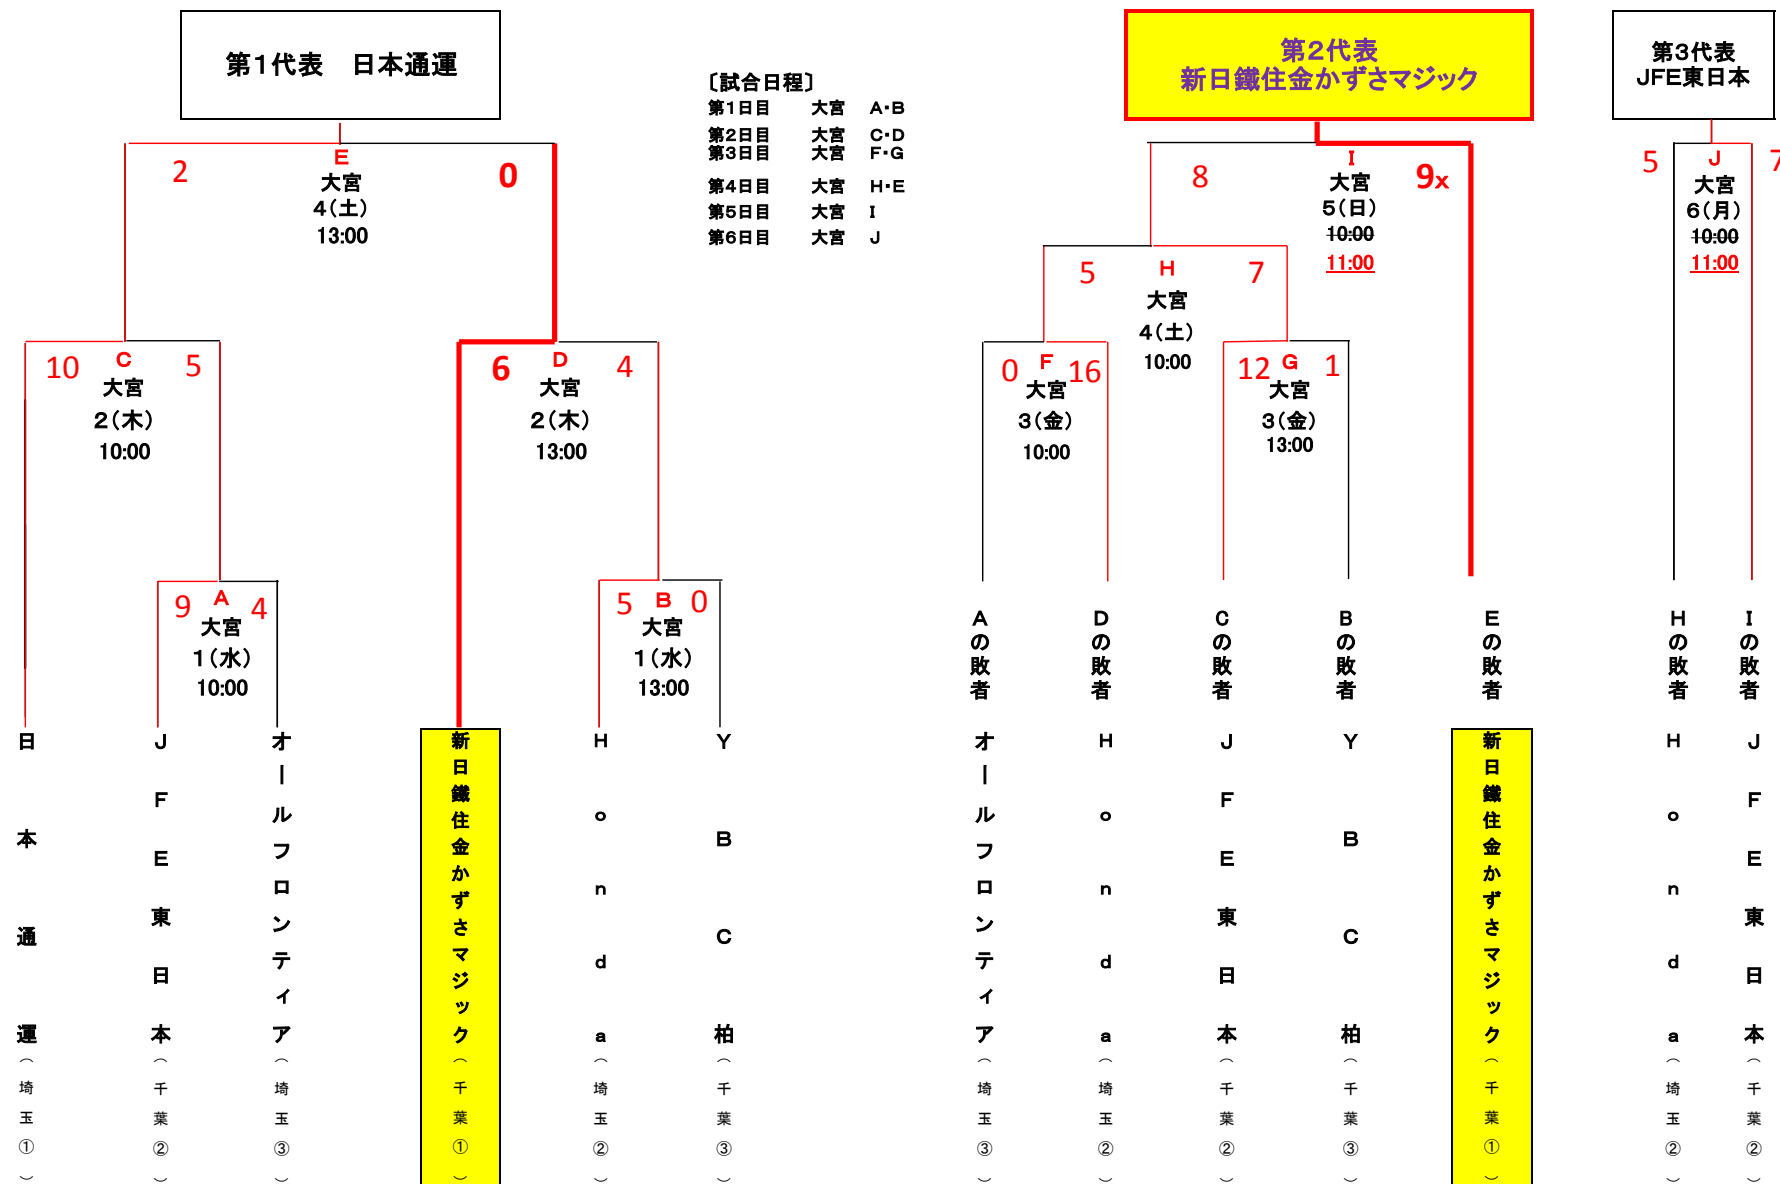 第1代表　日本通運
〔試合日程〕
第1日目　大宮　A・B
第2日目　大宮　C・D
第3日目　大宮　F・G
第4日目　大宮　H・E
第5日目　大宮　I
第6日目　大宮　J
第2代表
新日鐵住金かずさマジック
第3代表
JFE東日本
2
E
0
大宮
4(土)
13:00
10
C
5
大宮
2(木)
10:00
6
D
4
大宮
2(木)
13:00
9
A
4
大宮
1(水)
10:00
5
B
0
大宮
1(水)
13:00
日本通運(埼玉①)
JFE東日本(千葉②)
オールフロンティア(埼玉③)
新日鐵住金かずさマジック(千葉①)
Honda(埼玉②)
YBC柏(千葉③)
8
I
9x
大宮
5(日)
10:00
11:00
5
H
7
大宮
4(土)
10:00
0
F
16
大宮
3(金)
10:00
12
G
1
大宮
3(金)
13:00
5
J
7
大宮
6(月)
10:00
11:00
Aの敗者
Dの敗者
Cの敗者
Bの敗者
Eの敗者
Hの敗者
Iの敗者
オールフロンティア(埼玉③)
Honda(埼玉②)
JFE東日本(千葉②)
YBC柏(千葉③)
新日鐵住金かずさマジック(千葉①)
Honda(埼玉②)
JFE東日本(千葉②)